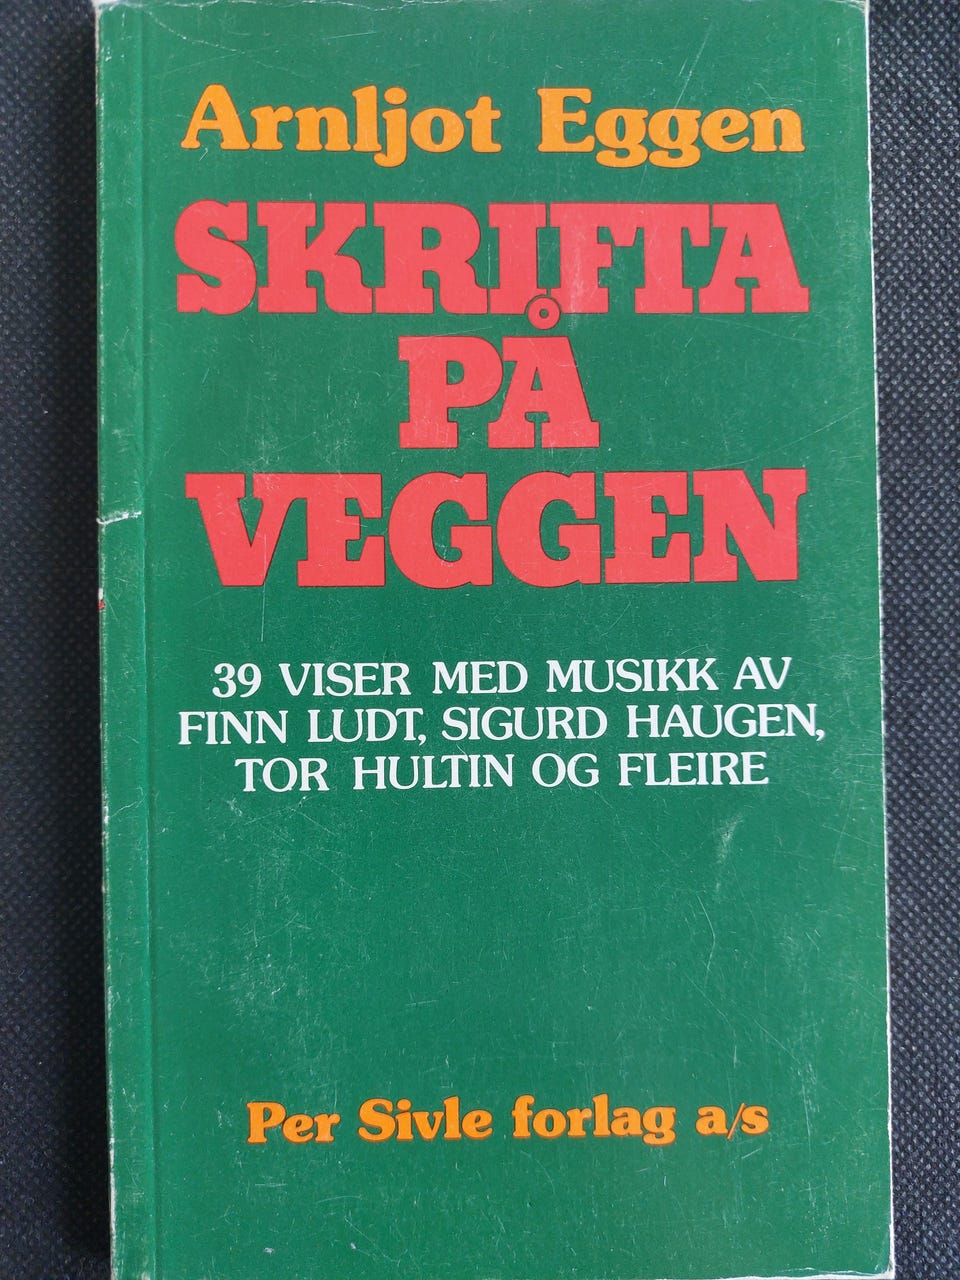 Arnljot Eggen
SKRIFTA
PÅ
VEGGEN
39 VISER MED MUSIKK AV
FINN LUDT, SIGURD HAUGEN,
TOR HULTIN OG FLEIRE
Per Sivle forlag a/s